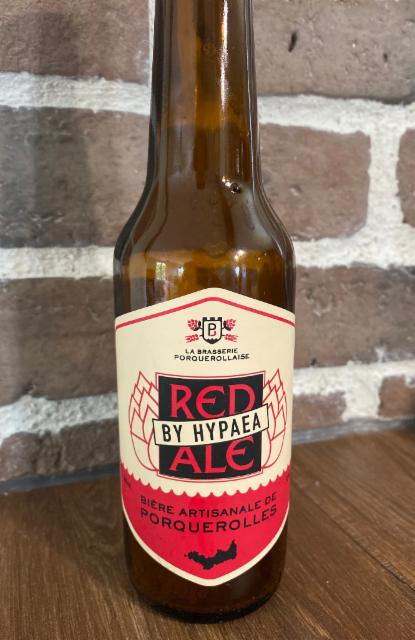 LA BRASSERIE
PORQUEROLLAISE
RED
BY HYPAEA
ALE
BIÈRE ARTISANALE DE
PORQUEROLLES